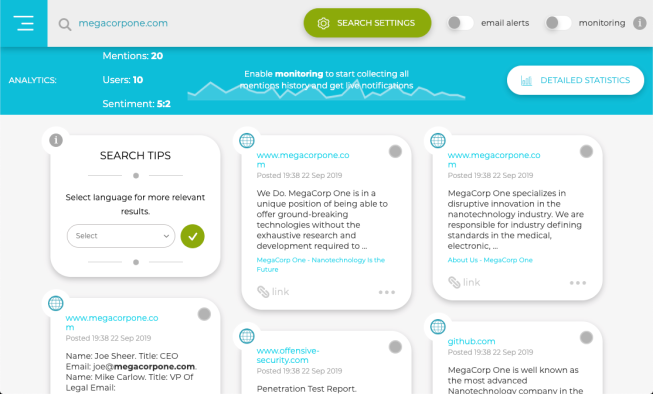 megacorpone.com
SEARCH SETTINGS
email alerts
monitoring
i
ANALYTICS:
Mentions: 20
Users: 10
Sentiment: 5:2
Enable monitoring to start collecting all
mentions history and get live notifications
DETAILED STATISTICS
i
SEARCH TIPS
Select language for more relevant
results.
Select
www.megacorpone.co
m
Posted 19:38 22 Sep 2019
We Do. MegaCorp One is in a
unique position of being able to
offer ground-breaking
technologies without the
exhaustive research and
development required to ...
MegaCorp One - Nanotechnology Is the
Future
link
www.megacorpone.co
m
Posted 19:38 22 Sep 2019
MegaCorp One specializes in
disruptive innovation in the
nanotechnology industry. We are
responsible for industry defining
standards in the medical,
electronic, ...
About Us - MegaCorp One
link
www.megacorpone.co
m
Posted 19:38 22 Sep 2019
Name: Joe Sheer. Title: CEO
Email: joe@megacorpone.com.
Name: Mike Carlow. Title: VP Of
Legal Email:
www.offensive-
security.com
Posted 19:38 22 Sep 2019
Penetration Test Report.
github.com
Posted 19:38 22 Sep 2019
MegaCorp One is well known as
the most advanced
Nanotechnology company in the